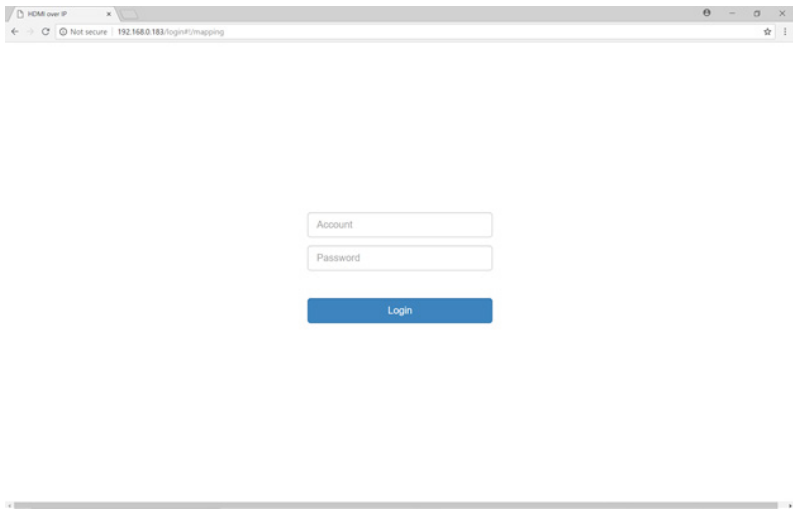 HDMI over IP
Not secure | 192.168.0.183/login#!/mapping
Account
Password
Login